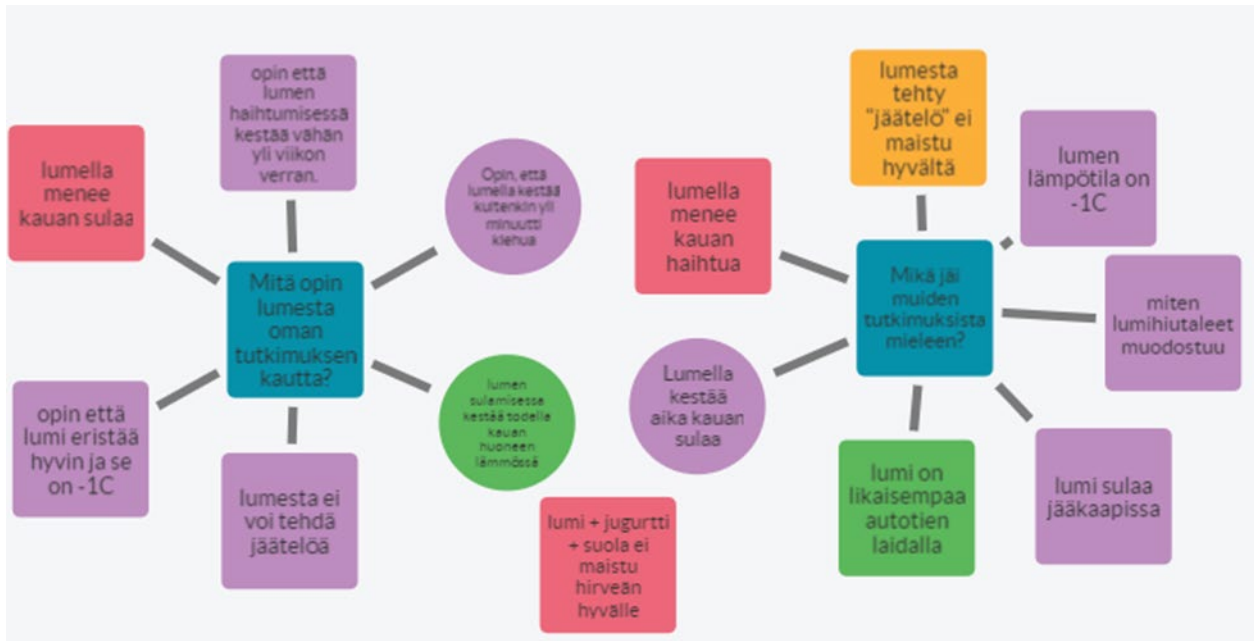 opin että
lumen
haihtumisessä
kestää vähän
yli viikon
verran.
lumella
menee
kauan sulaa
Opin, että
lumella kestää
kuitenkin yli
minuutti
kiehua
Mitä opin
lumesta
oman
tutkimuksen
kautta?
opin että
lumi eristää
hyvin ja se
on -1C
lumesta ei
voi tehdä
jäätelöä
lumen
sulamisessa
kestää todella
kauan
huoneen
lämmössä
lumi + jugurtti
+ suola ei
maistu
hirveän
hyvälle
lumesta
tehty
"jäätelö" ei
maistu
hyvältä
lumella
menee
kauan
haihtua
lumen
lämpötila on
-1C
Mikä jäi
muiden
tutkimuksista
mieleen?
miten
lumihiutaleet
muodostuu
Lumella
kestää
aika kauan
sulaa
lumi on
likaisempaa
autotien
laidalla
lumi sulaa
jääkaapissa